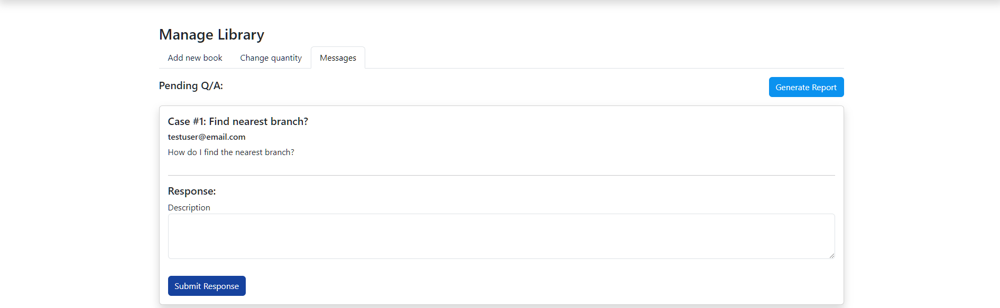 Manage Library
Add new book Change quantity Messages
Pending Q/A: Generate Report
Case #1: Find nearest branch?
testuser@email.com
How do I find the nearest branch?
Response:
Description
Submit Response